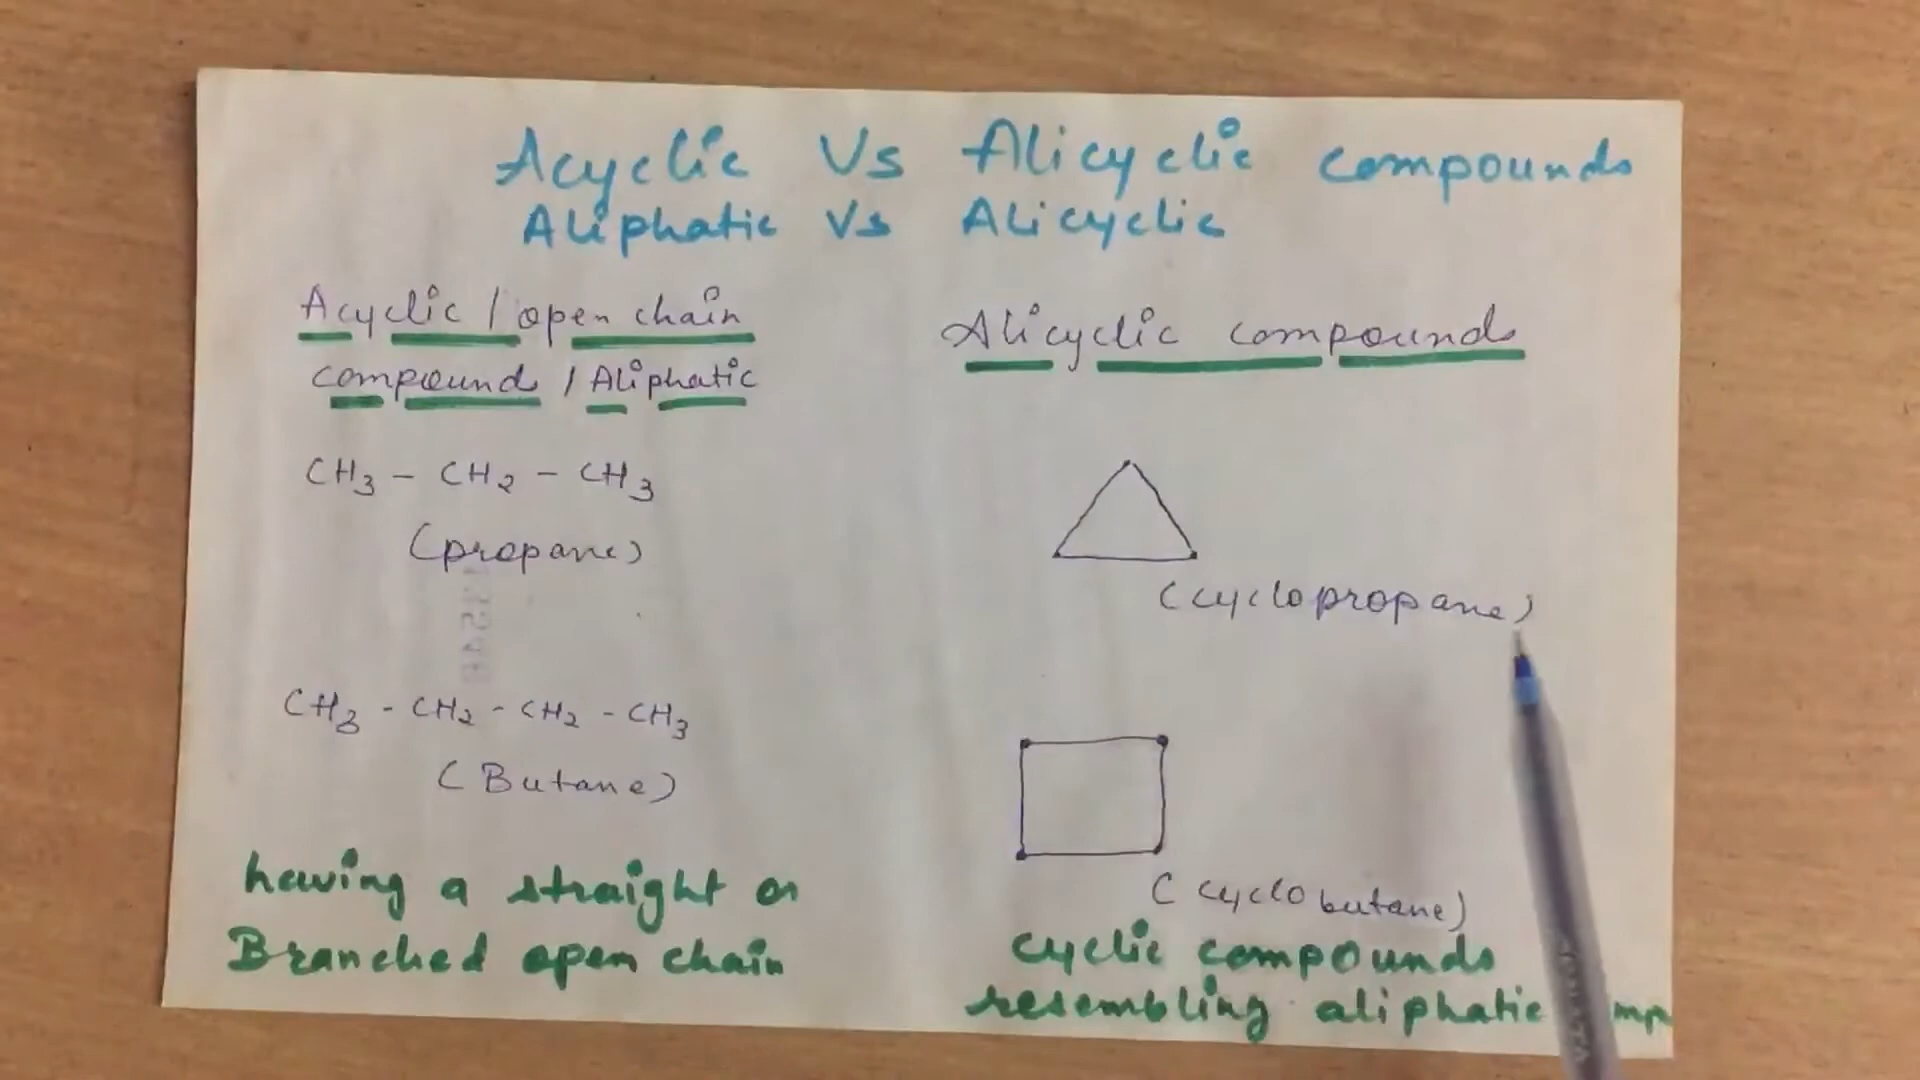 Acyclic Vs Alicyclic compounds
Aliphatic Vs Alicyclic
Acyclic / open chain
compound / Aliphatic
CH3 - CH2 - CH3
(propane)
CH3 - CH2 - CH2 - CH3
(Butane)
having a straight or
Branched open chain
Alicyclic compounds
(cyclopropane)
(cyclobutane)
cyclic compounds
resembling aliphatic